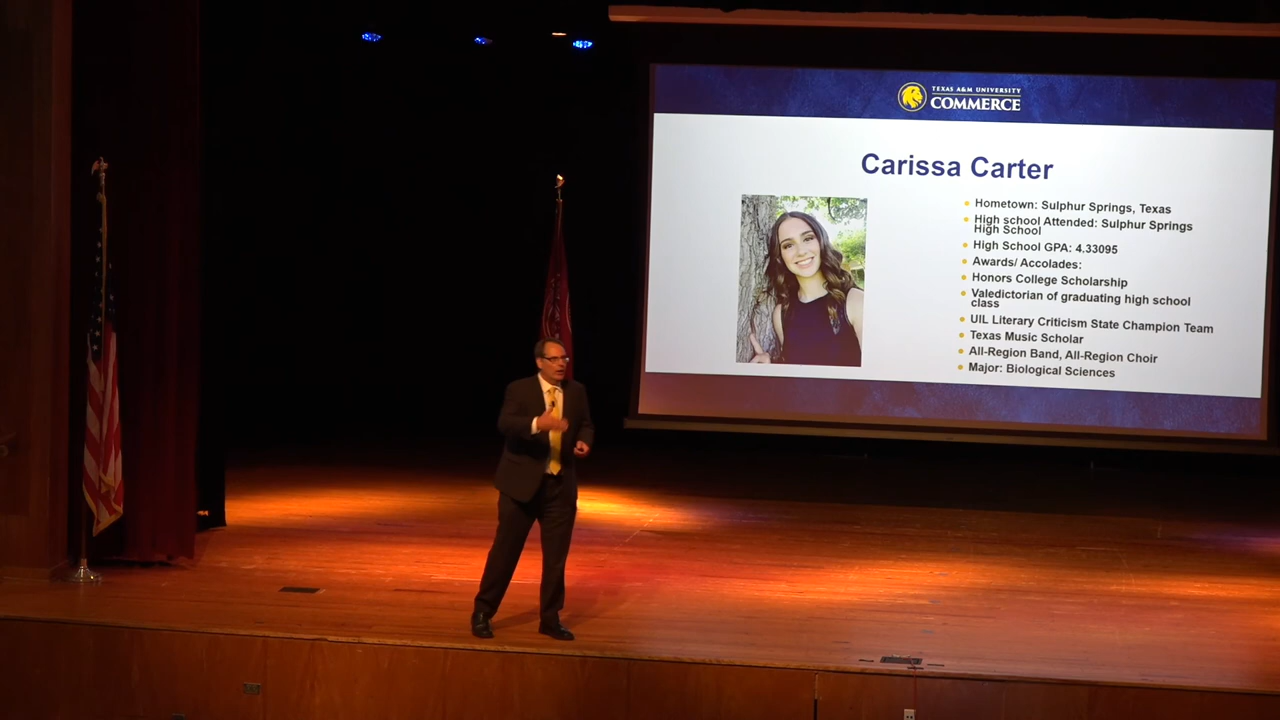 TEXAS A&M UNIVERSITY
COMMERCE
Carissa Carter
Hometown: Sulphur Springs, Texas
High school Attended: Sulphur Springs
High School
High School GPA: 4.33095
Awards/ Accolades:
Honors College Scholarship
Valedictorian of graduating high school
class
UIL Literary Criticism State Champion Team
Texas Music Scholar
All-Region Band, All-Region Choir
Major: Biological Sciences